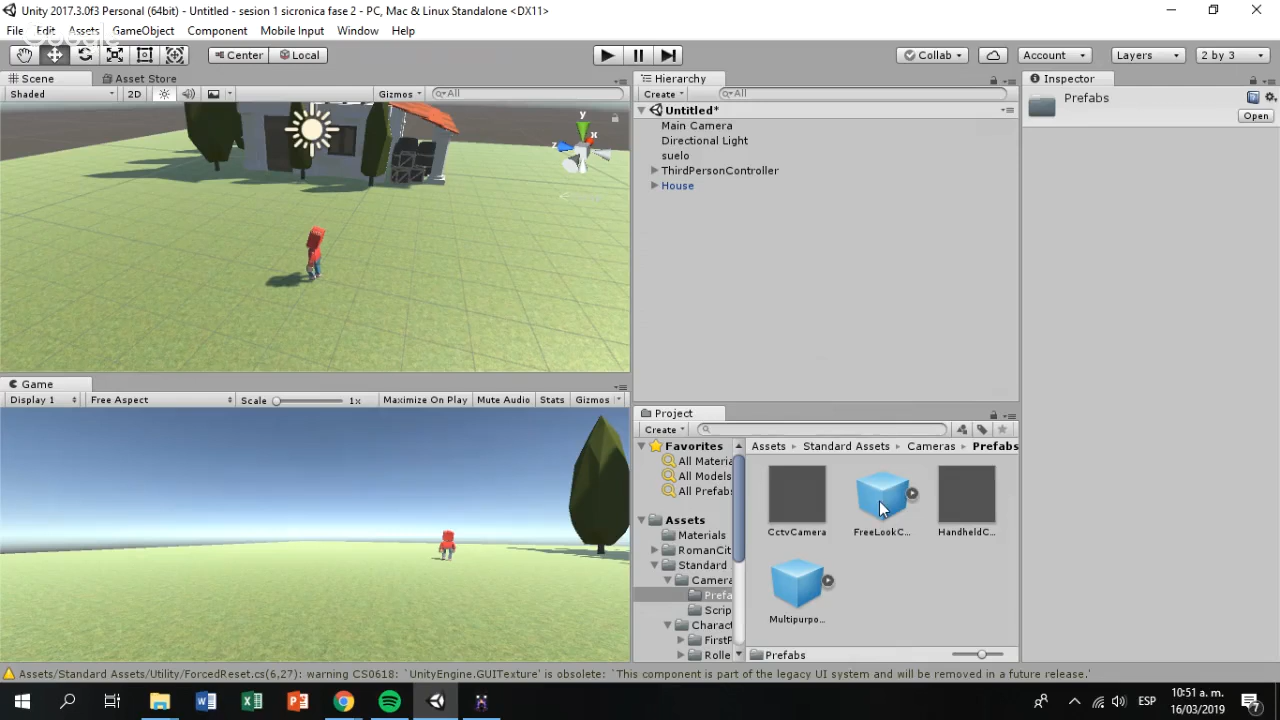 Unity 2017.3.0f3 Personal (64bit) - Untitled - sesion 1 sicronica fase 2 - PC, Mac & Linux Standalone <DX11>
File Edit Assets GameObject Component Mobile Input Window Help
Google
Center Local
Collab Account Layers 2 by 3
Scene Asset Store
Shaded 2D Gizmos All
y
x
z
Hierarchy
Create All
Untitled*
Main Camera
Directional Light
suelo
ThirdPersonController
House
Inspector
Prefabs
Open
Game
Display 1 Free Aspect Scale 1x Maximize On Play Mute Audio Stats Gizmos
Project
Create
Favorites
All Materia
All Models
All Prefabs
Assets
Materials
RomanCit
Standard
Camera
Prefa
Scrip
Charact
FirstP
Rolle
Assets Standard Assets Cameras Prefabs
CctvCamera FreeLookC... HandheldC...
Multipurpo...
Prefabs
Assets/Standard Assets/Utility/ForcedReset.cs(6,27): warning CS0618: `UnityEngine.GUITexture' is obsolete: `This component is part of the legacy UI system and will be removed in a future release.'
ESP
10:51 a. m.
16/03/2019
7